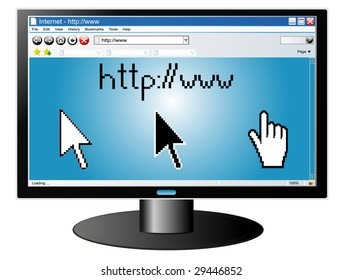 Internet - http://www
File Edit View History Bookmarks Tools Help
http://www
Page
http://www
Loading ...
100%
shutterstock.com · 29446852